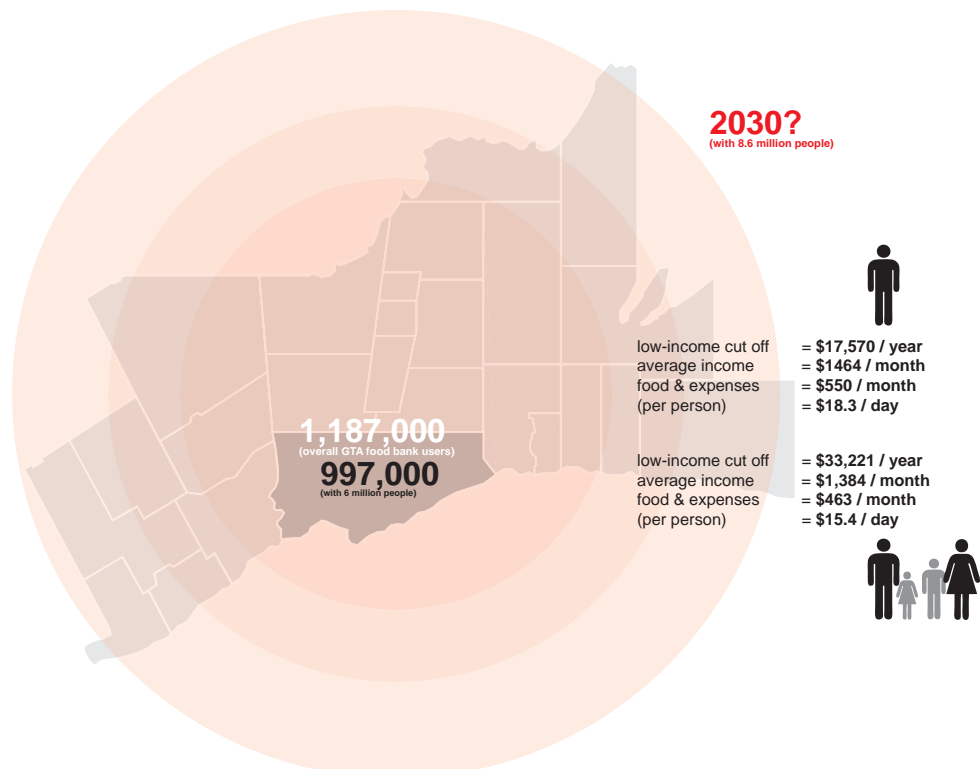 2030?
(with 8.6 million people)
low-income cut off = $17,570 / year
average income = $1464 / month
food & expenses = $550 / month
(per person) = $18.3 / day
1,187,000
(overall GTA food bank users)
997,000
(with 6 million people)
low-income cut off = $33,221 / year
average income = $1,384 / month
food & expenses = $463 / month
(per person) = $15.4 / day